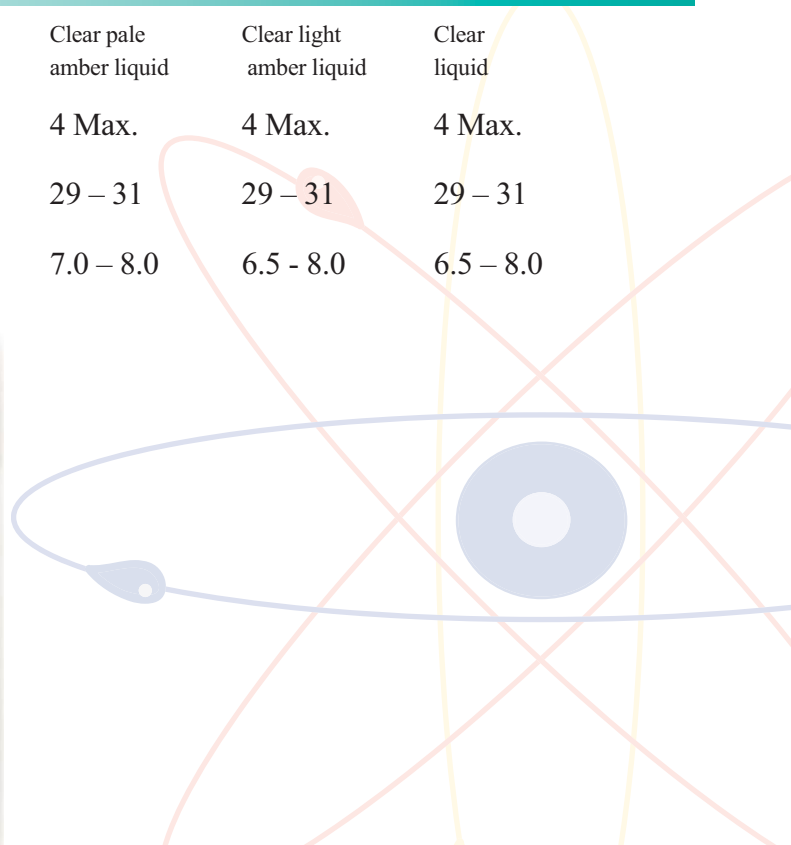 Clear pale Clear light Clear
amber liquid amber liquid liquid
4 Max. 4 Max. 4 Max.
29 – 31 29 – 31 29 – 31
7.0 – 8.0 6.5 - 8.0 6.5 – 8.0